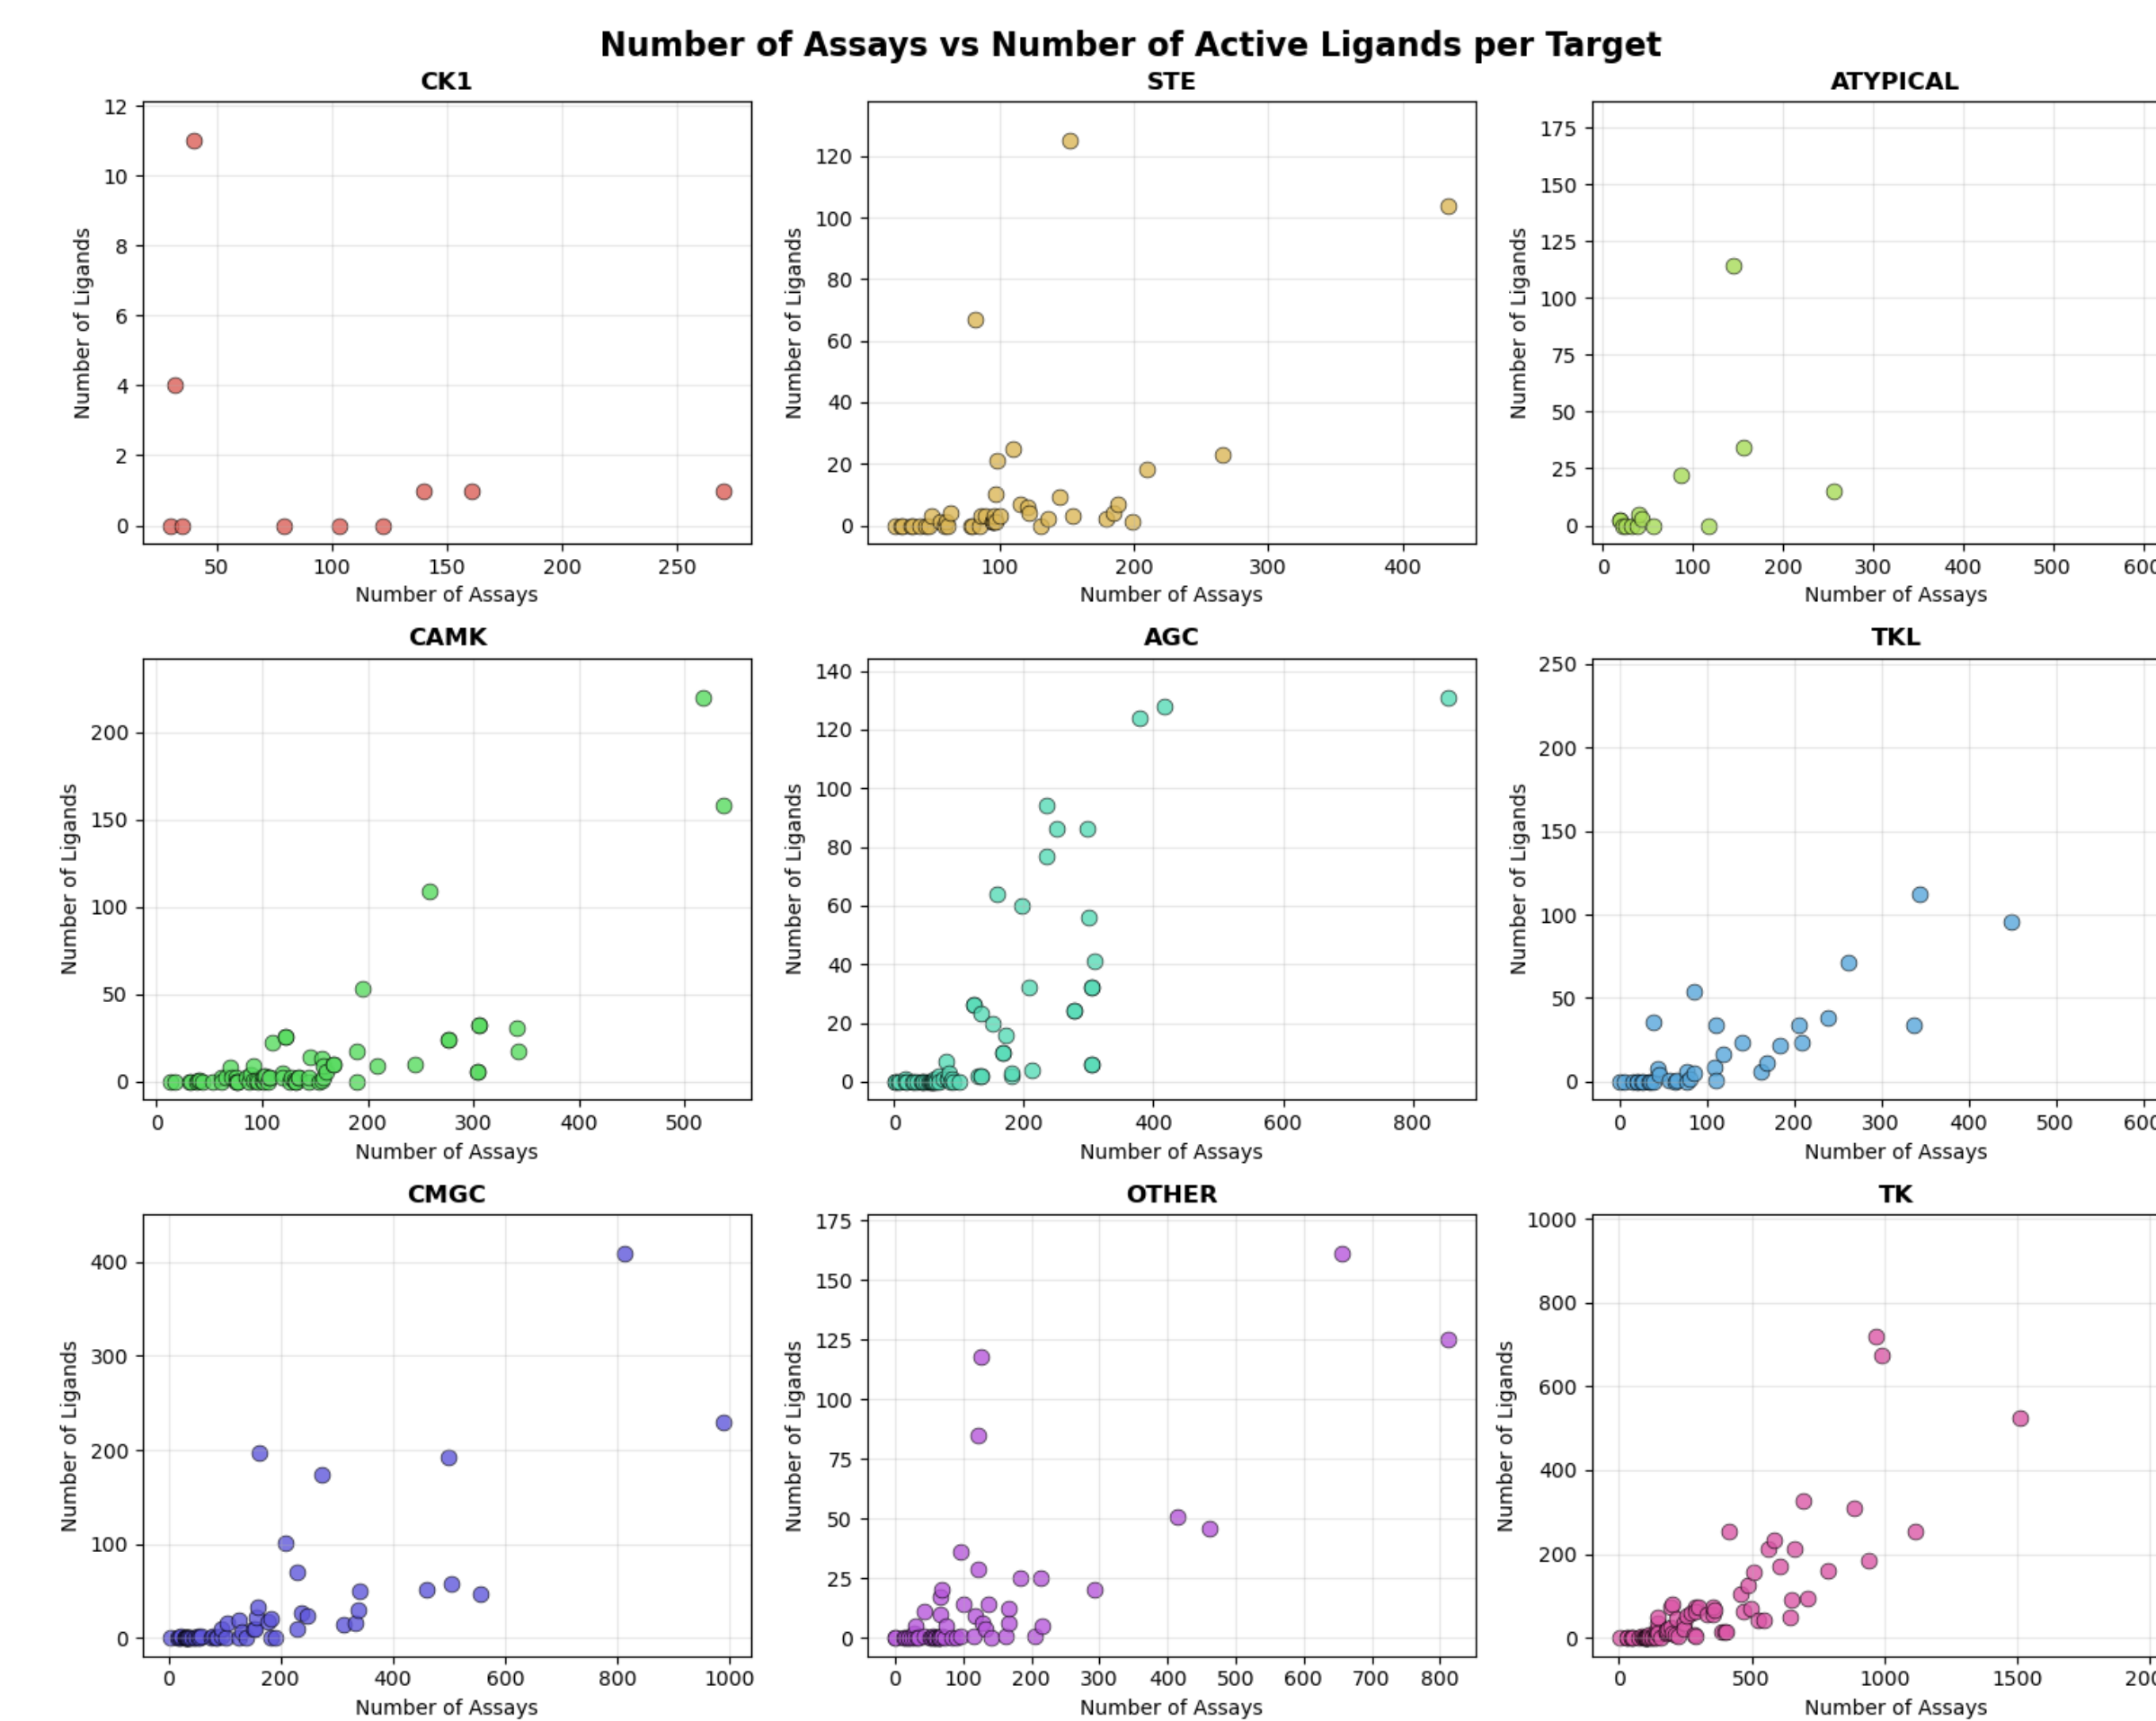 Number of Assays vs Number of Active Ligands per Target
CK1
12
10
8
6
4
2
0
Number of Ligands
50 100 150 200 250
Number of Assays
STE
120
100
80
60
40
20
0
Number of Ligands
100 200 300 400
Number of Assays
ATYPICAL
175
150
125
100
75
50
25
0
Number of Ligands
0 100 200 300 400 500 600
Number of Assays
CAMK
200
150
100
50
0
Number of Ligands
0 100 200 300 400 500
Number of Assays
AGC
140
120
100
80
60
40
20
0
Number of Ligands
0 200 400 600 800
Number of Assays
TKL
250
200
150
100
50
0
Number of Ligands
0 100 200 300 400 500 600
Number of Assays
CMGC
400
300
200
100
0
Number of Ligands
0 200 400 600 800 1000
Number of Assays
OTHER
175
150
125
100
75
50
25
0
Number of Ligands
0 100 200 300 400 500 600 700 800
Number of Assays
TK
1000
800
600
400
200
0
Number of Ligands
0 500 1000 1500 200
Number of Assays